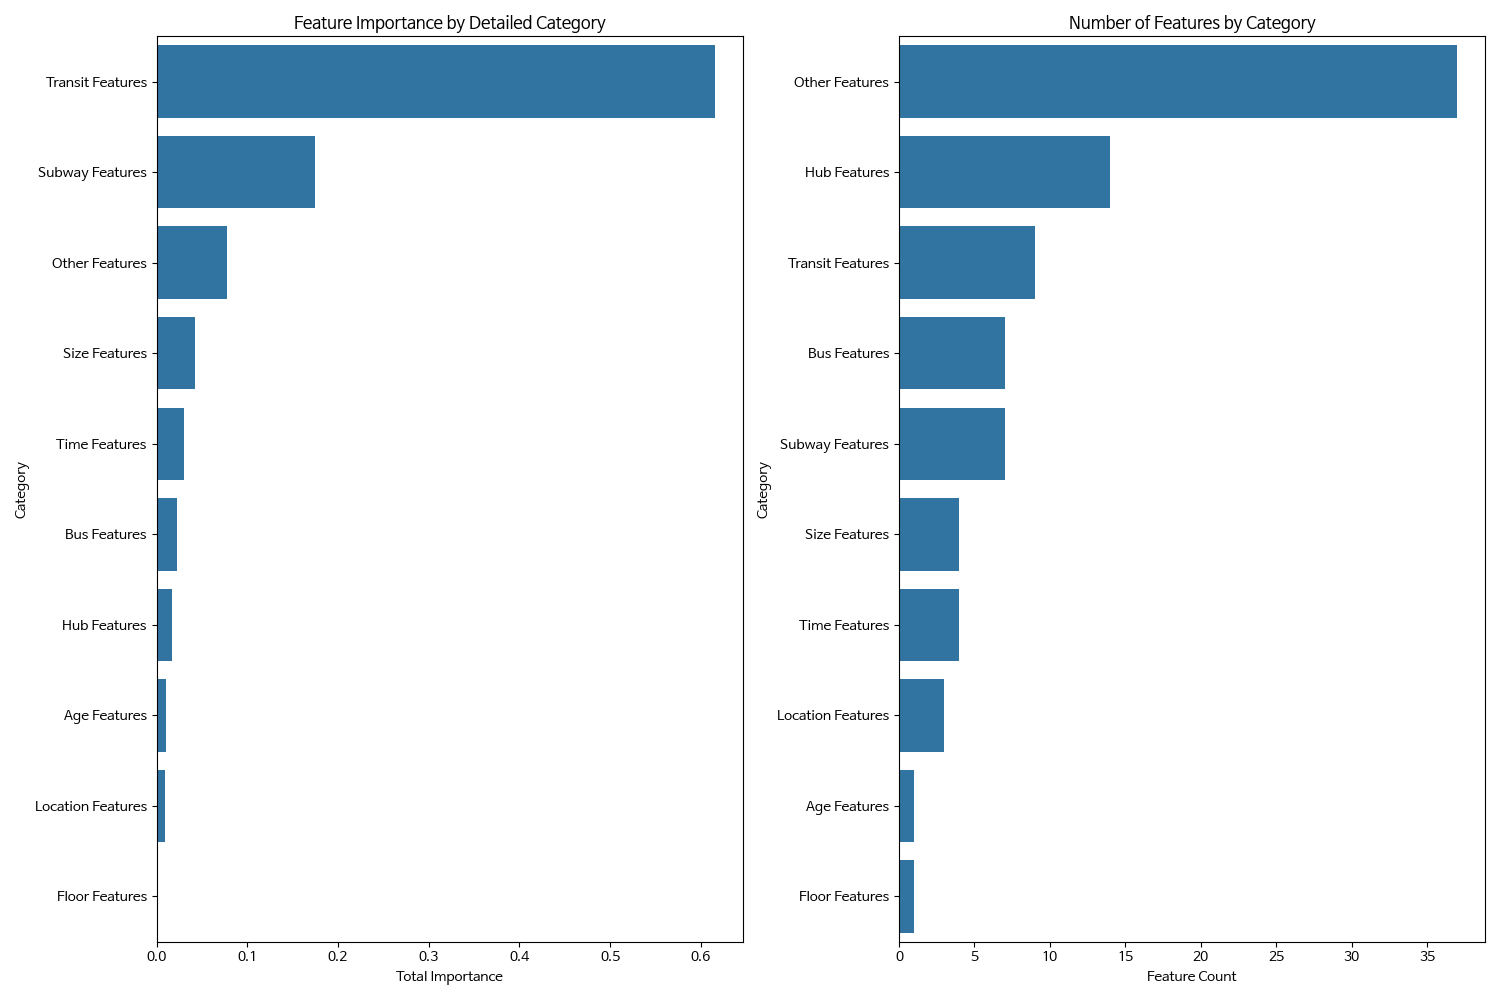 Feature Importance by Detailed Category
Category
Transit Features
Subway Features
Other Features
Size Features
Time Features
Bus Features
Hub Features
Age Features
Location Features
Floor Features
0.0 0.1 0.2 0.3 0.4 0.5 0.6
Total Importance
Number of Features by Category
Category
Other Features
Hub Features
Transit Features
Bus Features
Subway Features
Size Features
Time Features
Location Features
Age Features
Floor Features
0 5 10 15 20 25 30 35
Feature Count